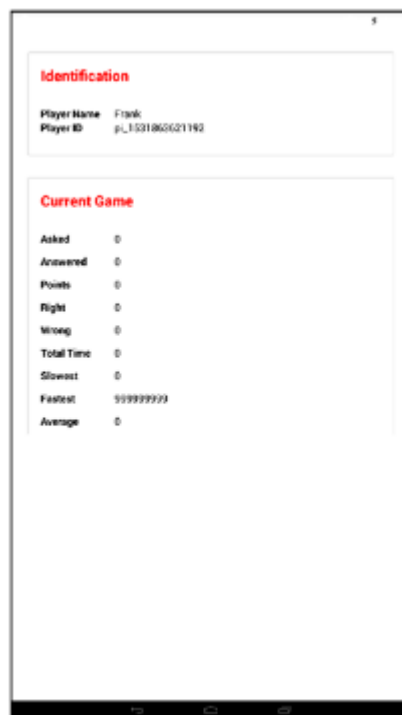 Identification
Player Name Frank
Player ID pi_1531863621192
Current Game
Asked 0
Answered 0
Points 0
Right 0
Wrong 0
Total Time 0
Slowest 0
Fastest 999999999
Average 0